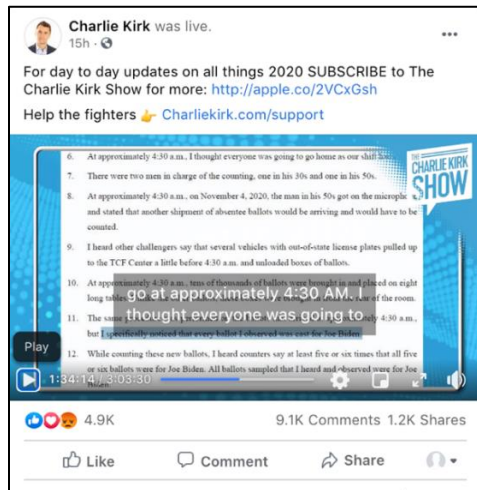 Charlie Kirk was live.
15h ·
For day to day updates on all things 2020 SUBSCRIBE to The
Charlie Kirk Show for more: http://apple.co/2VCxGsh
Help the fighters 👉 Charliekirk.com/support
THE
CHARLIE KIRK
SHOW
6. At approximately 4:30 a.m., I thought everyone was going to go home as our shift
7. There were two men in charge of the counting, one in his 30s and one in his 50s.
8. At approximately 4:30 a.m., on November 4, 2020, the man in his 50s got on the microphone
and stated that another shipment of absentee ballots would be arriving and would have to be
counted.
9. I heard other challengers say that several vehicles with out-of-state license plates pulled up
to the TCF Center a little before 4:30 a.m. and unloaded boxes of ballots.
10. At approximately 4:30 a.m., tens of thousands of ballots were brought in and placed on eight
long tables of the room.
11. The same 4:30 a.m.,
but I specifically noticed that every ballot I observed was cast for Joe Biden.
12. While counting these new ballots, I heard counters say at least five or six times that all five
or six ballots were for Joe Biden. All ballots sampled that I heard and observed were for Joe
go at approximately 4:30 AM. I
thought everyone was going to
Play
1:34:14 / 3:03:30
4.9K 9.1K Comments 1.2K Shares
Like Comment Share